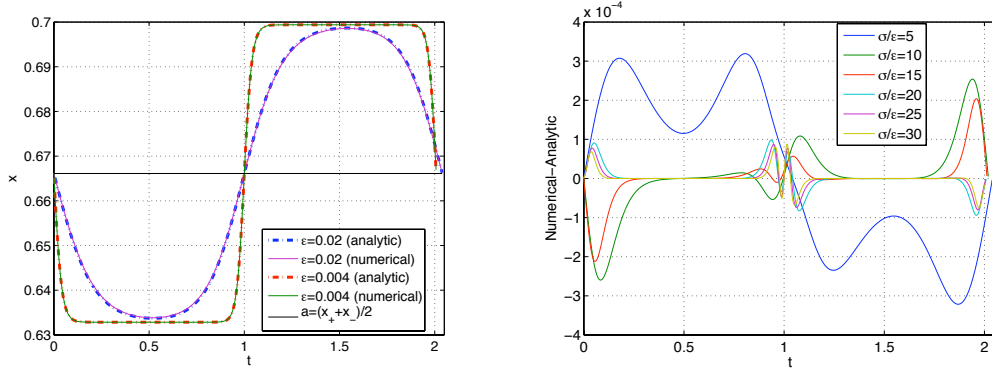 0.7
0.69
0.68
0.67
0.66
0.65
0.64
0.63
x
0
0.5
1
1.5
2
t
ε=0.02 (analytic)
ε=0.02 (numerical)
ε=0.004 (analytic)
ε=0.004 (numerical)
a=(x₊+x₋)/2
x 10⁻⁴
4
3
2
1
0
−1
−2
−3
−4
Numerical−Analytic
0
0.5
1
1.5
2
t
σ/ε=5
σ/ε=10
σ/ε=15
σ/ε=20
σ/ε=25
σ/ε=30